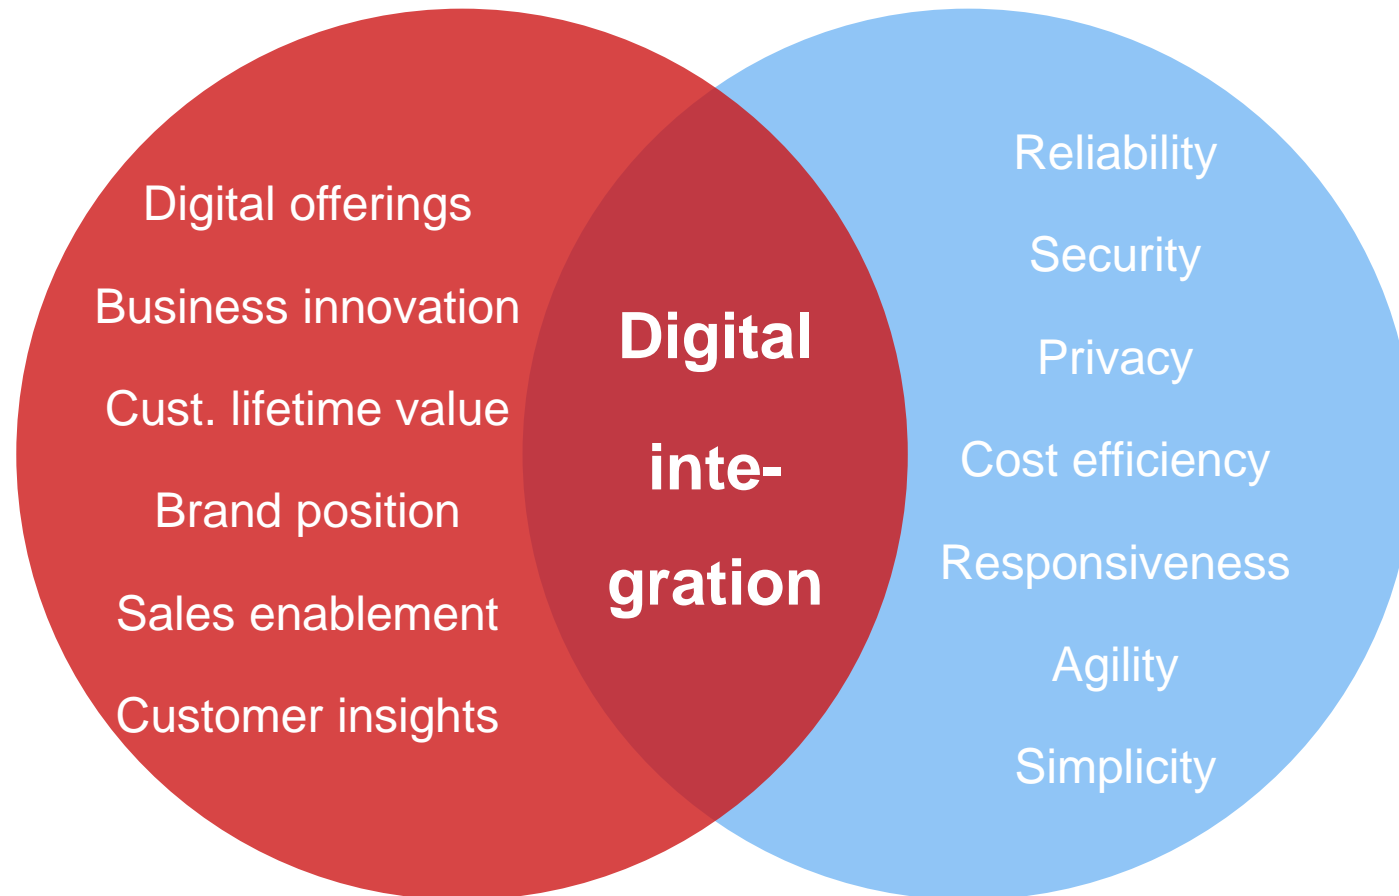 Digital offerings
Business innovation
Cust. lifetime value
Brand position
Sales enablement
Customer insights
Digital
inte-
gration
Reliability
Security
Privacy
Cost efficiency
Responsiveness
Agility
Simplicity